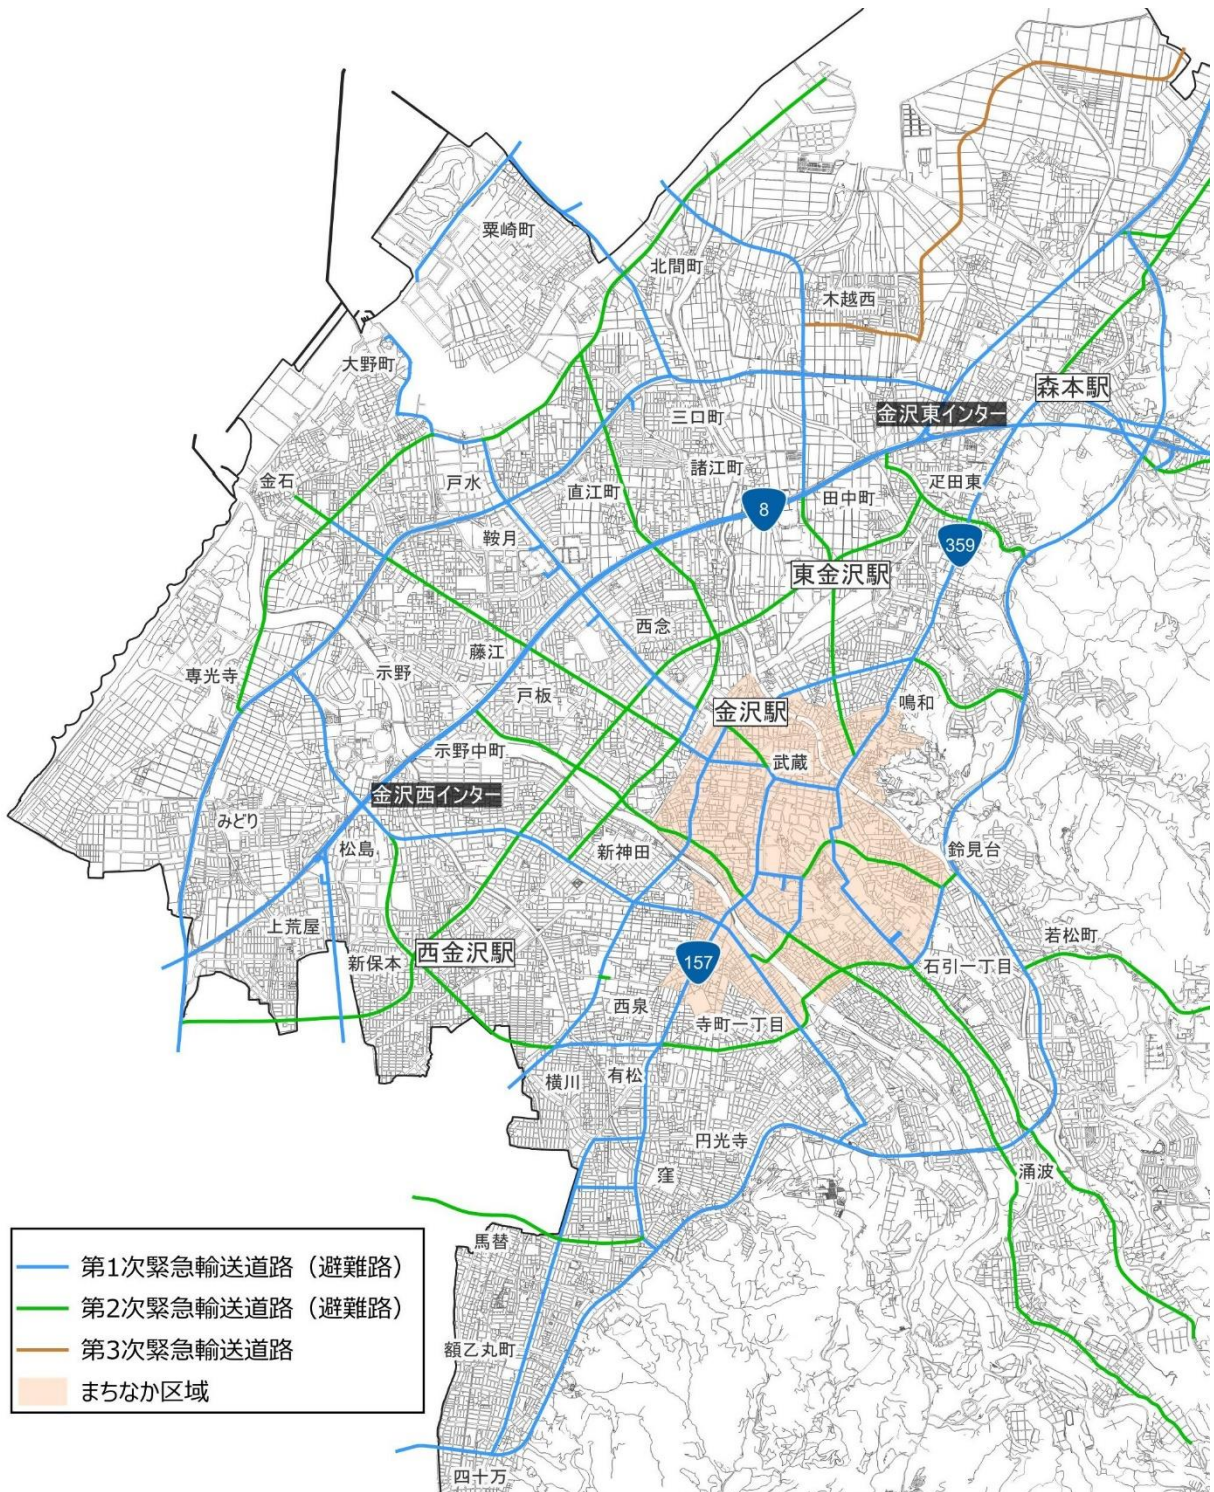 粟崎町
北間町
木越西
大野町
森本駅
金沢東インター
三口町
諸江町
金石
戸水
直江町
田中町
疋田東
8
鞍月
359
東金沢駅
西念
藤江
専光寺
示野
戸板
金沢駅
鳴和
示野中町
武蔵
金沢西インター
みどり
松島
新神田
鈴見台
上荒屋
若松町
新保本
西金沢駅
157
石引一丁目
西泉
寺町一丁目
横川
有松
円光寺
窪
涌波
馬替
額乙丸町
四十万
第1次緊急輸送道路（避難路）
第2次緊急輸送道路（避難路）
第3次緊急輸送道路
まちなか区域